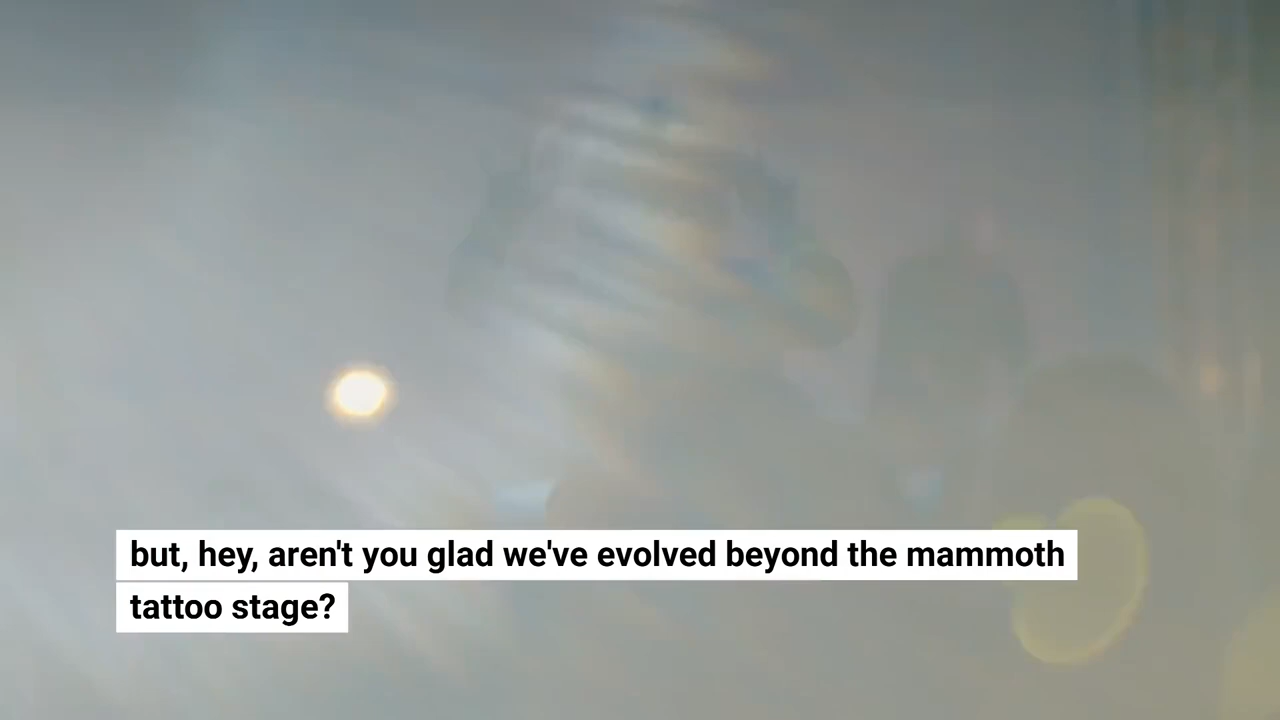 but, hey, aren't you glad we've evolved beyond the mammoth
tattoo stage?